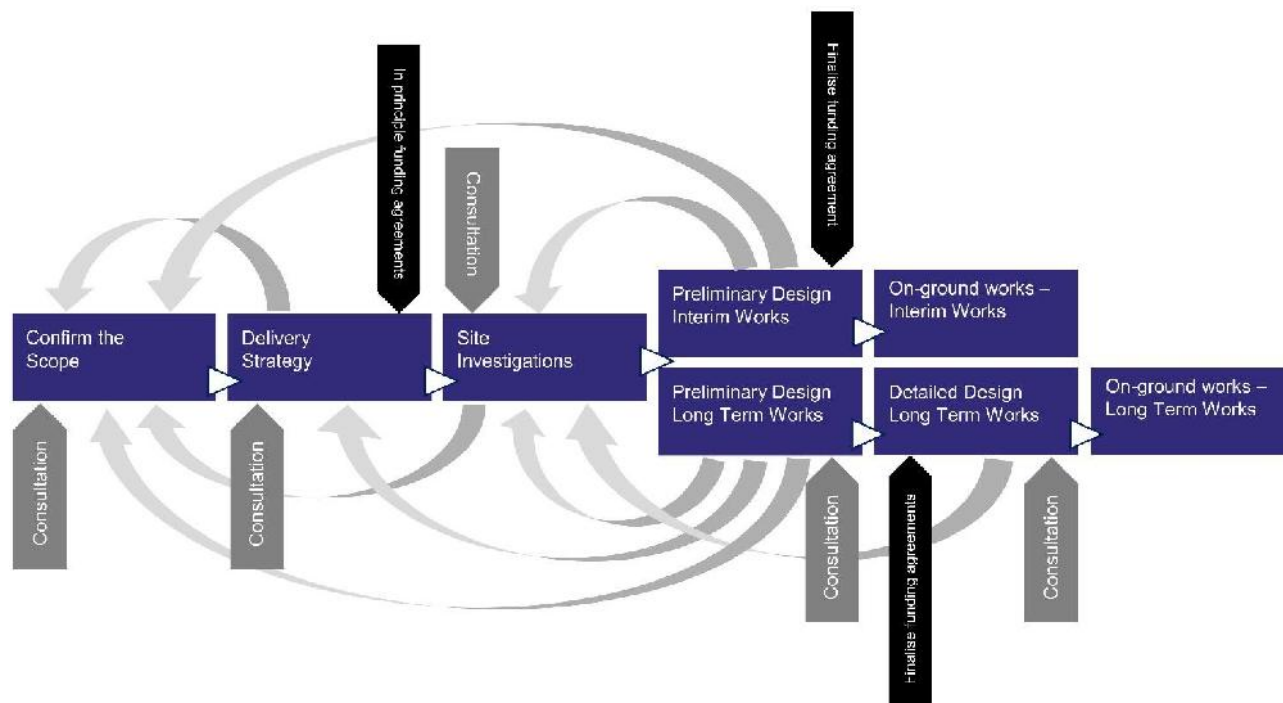 In principle funding agreements
Finalise funding agreement
Consultation
Preliminary Design
Interim Works
On-ground works –
Interim Works
Confirm the
Scope
Delivery
Strategy
Site
Investigations
Preliminary Design
Long Term Works
Detailed Design
Long Term Works
On-ground works –
Long Term Works
Consultation
Consultation
Consultation
Finalise funding agreements
Consultation